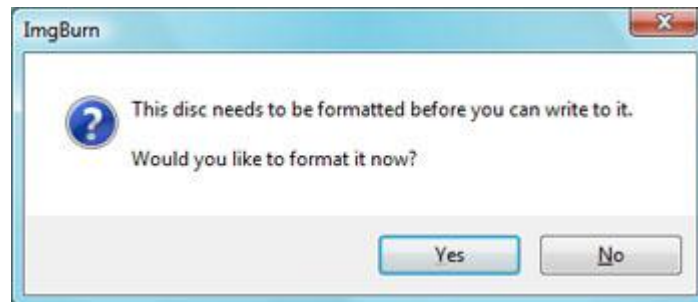 ImgBurn
This disc needs to be formatted before you can write to it.
Would you like to format it now?
Yes
No